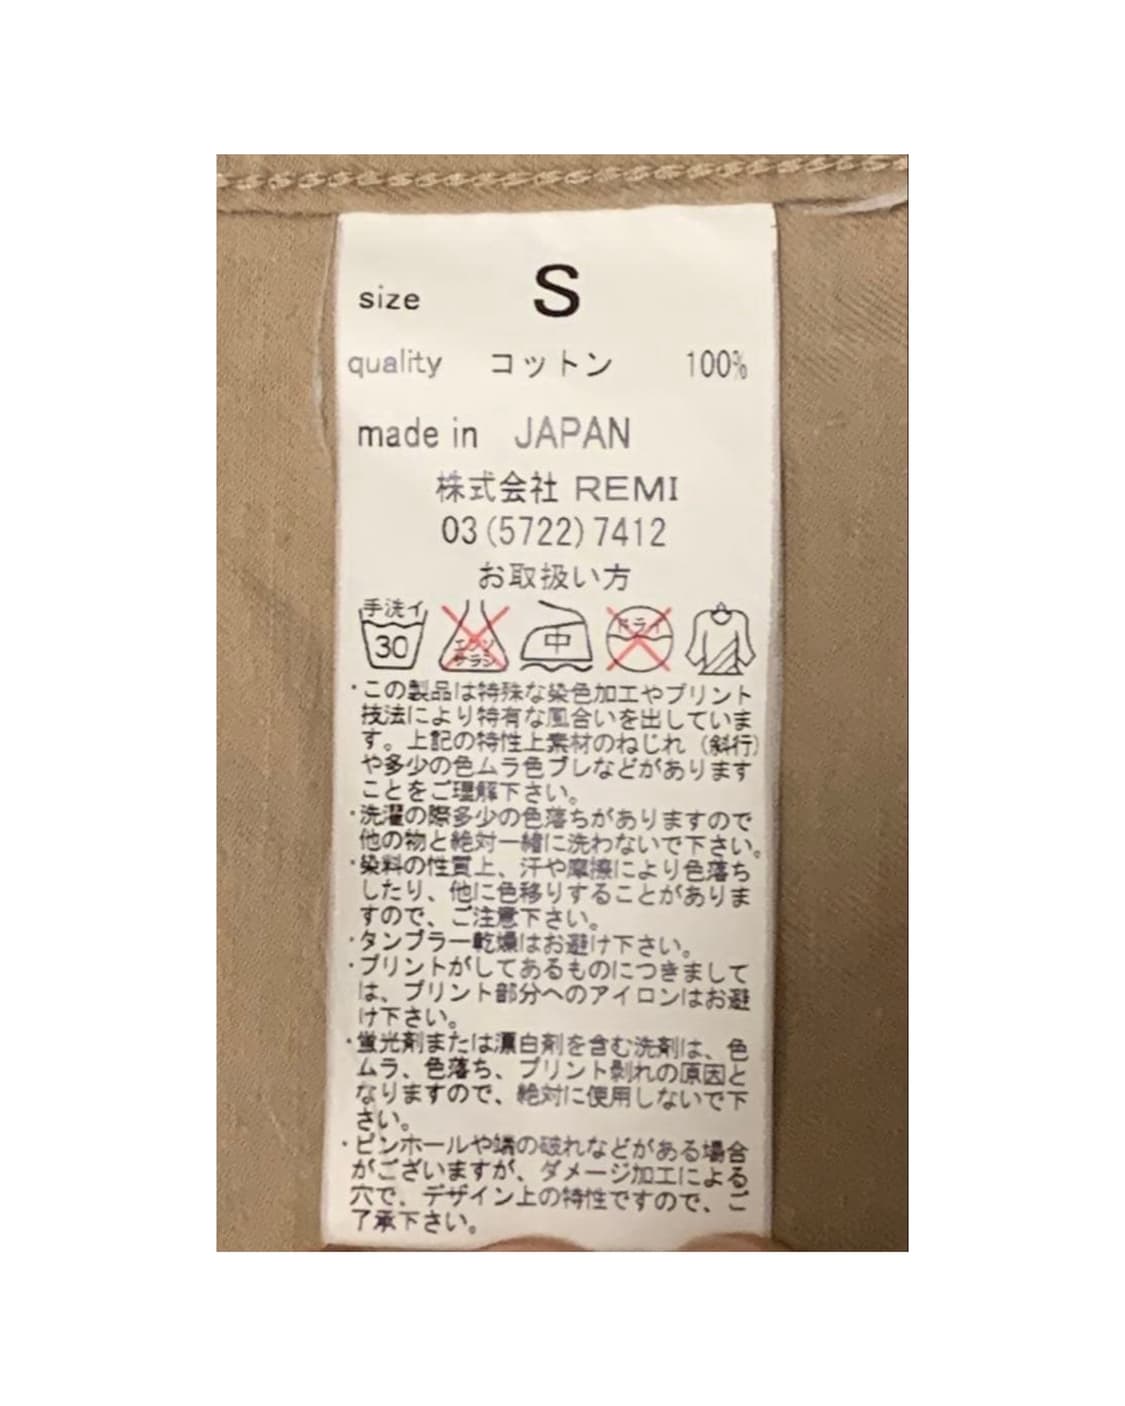 size S
quality コットン 100%
made in JAPAN
株式会社 REMI
03(5722)7412
お取扱い方
手洗イ 30 エンソ サラシ 中 ドライ
・この製品は特殊な染色加工やプリント
技法により特有な風合いを出していま
す。上記の特性上素材のねじれ（斜行）
や多少の色ムラ色ブレなどがあります
ことをご理解下さい。
・洗濯の際多少の色落ちがありますので
他の物と絶対一緒に洗わないで下さい。
・染料の性質上、汗や摩擦により色落ち
したり、他に色移りすることがありま
すので、ご注意下さい。
・タンブラー乾燥はお避け下さい。
・プリントがしてあるものにつきまして
は、プリント部分へのアイロンはお避
け下さい。
・蛍光剤または漂白剤を含む洗剤は、色
ムラ、色落ち、プリント剥れの原因と
なりますので、絶対に使用しないで下
さい。
・ピンホールや端の破れなどがある場合
がございますが、ダメージ加工による
穴で、デザイン上の特性ですので、ご
了承下さい。